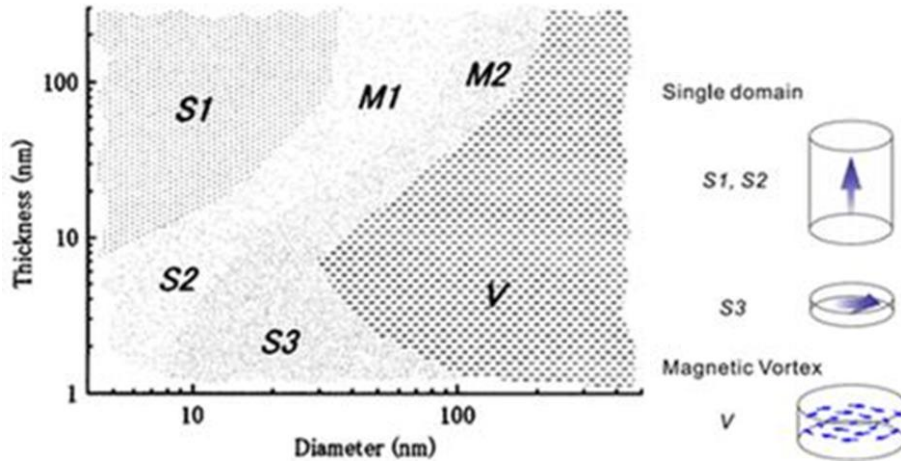 Thickness (nm)
100
10
1
S1
M1
M2
S2
S3
V
10
100
Diameter (nm)
Single domain
S1, S2
S3
Magnetic Vortex
V